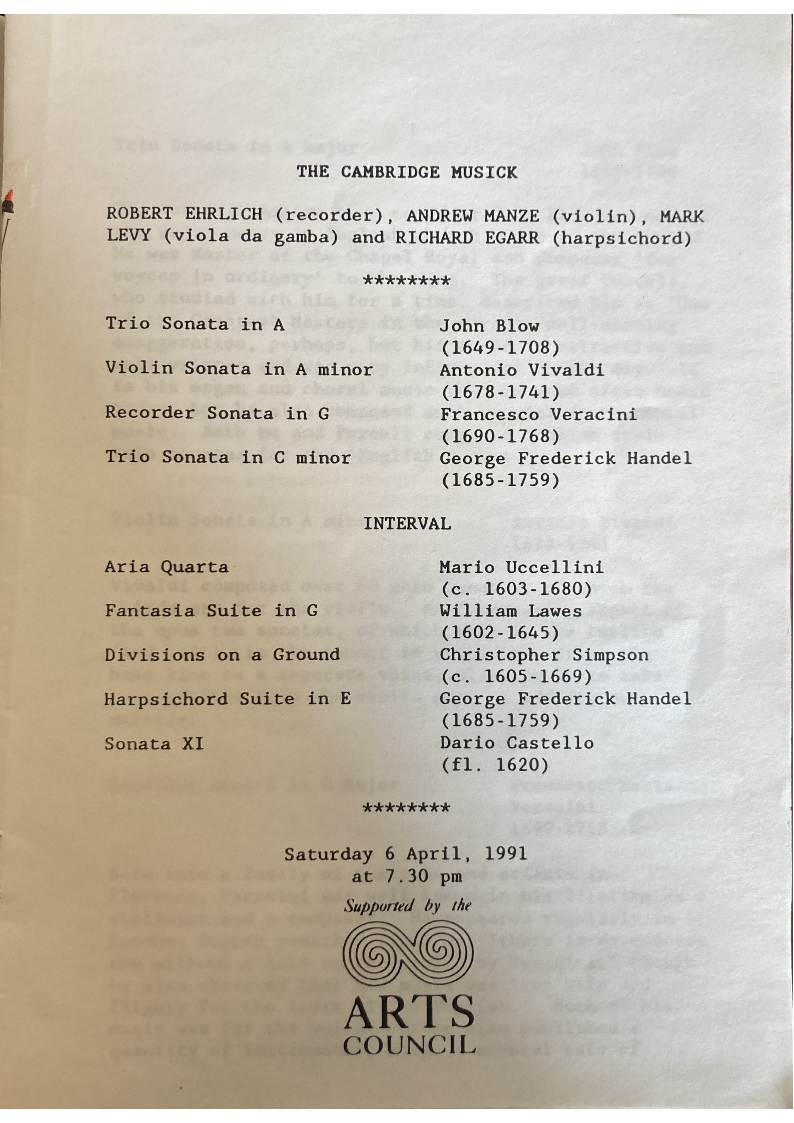 THE CAMBRIDGE MUSICK
ROBERT EHRLICH (recorder), ANDREW MANZE (violin), MARK
LEVY (viola da gamba) and RICHARD EGARR (harpsichord)
********
Trio Sonata in A John Blow
(1649-1708)
Violin Sonata in A minor Antonio Vivaldi
(1678-1741)
Recorder Sonata in G Francesco Veracini
(1690-1768)
Trio Sonata in C minor George Frederick Handel
(1685-1759)
INTERVAL
Aria Quarta Mario Uccellini
(c. 1603-1680)
Fantasia Suite in G William Lawes
(1602-1645)
Divisions on a Ground Christopher Simpson
(c. 1605-1669)
Harpsichord Suite in E George Frederick Handel
(1685-1759)
Sonata XI Dario Castello
(fl. 1620)
********
Saturday 6 April, 1991
at 7.30 pm
Supported by the
ARTS
COUNCIL